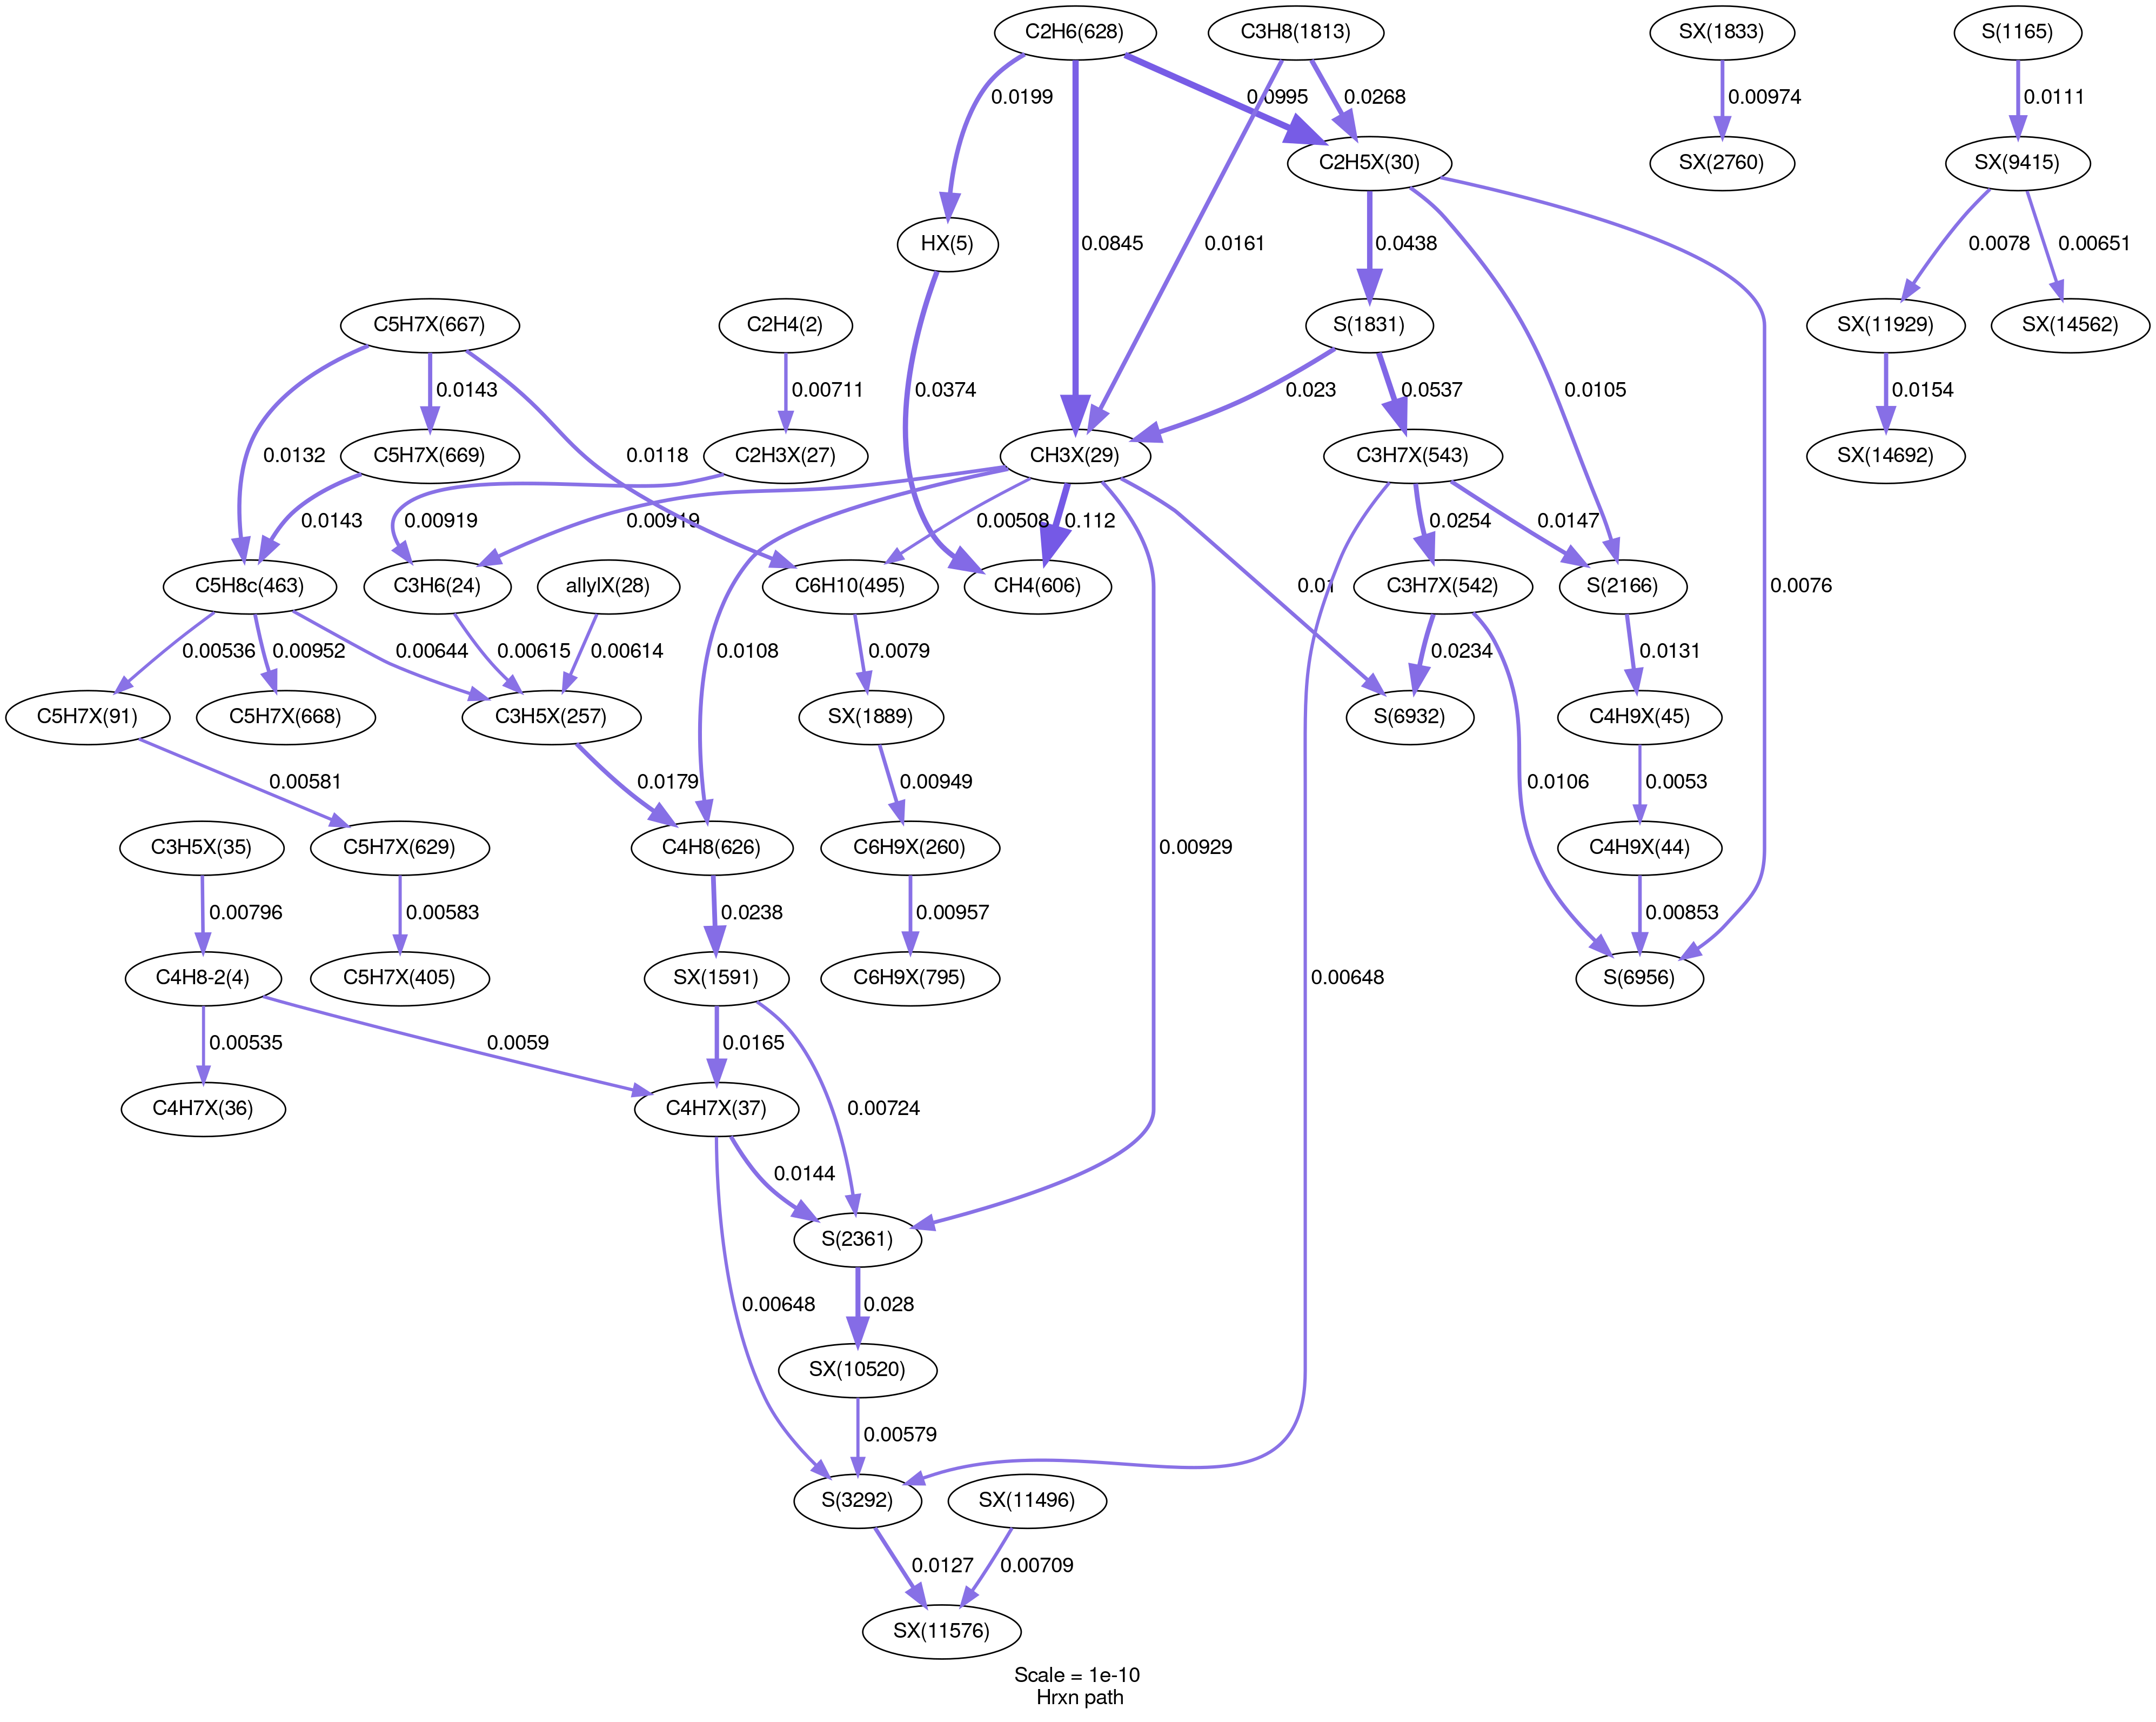 C2H6(628)
C3H8(1813)
SX(1833)
S(1165)
0.0199
0.0995
0.0268
0.00974
0.0111
C2H5X(30)
SX(2760)
SX(9415)
HX(5)
0.0845
0.0161
0.0438
0.0078
0.00651
C5H7X(667)
C2H4(2)
S(1831)
SX(11929)
SX(14562)
0.0132
0.0143
0.0118
0.00711
0.0374
0.023
0.0537
0.0105
0.0154
C5H7X(669)
C2H3X(27)
CH3X(29)
C3H7X(543)
SX(14692)
0.0143
0.00919
0.00919
0.00508
0.112
0.01
0.0254
0.0147
0.0076
C5H8c(463)
C3H6(24)
allylX(28)
C6H10(495)
CH4(606)
C3H7X(542)
S(2166)
0.00536
0.00952
0.00644
0.00615
0.00614
0.0108
0.0079
0.0234
0.0131
C5H7X(91)
C5H7X(668)
C3H5X(257)
SX(1889)
S(6932)
C4H9X(45)
0.00581
0.0179
0.00949
0.0106
0.0053
C3H5X(35)
C5H7X(629)
C4H8(626)
C6H9X(260)
0.00929
C4H9X(44)
0.00796
0.00583
0.0238
0.00957
0.00853
C4H8-2(4)
C5H7X(405)
SX(1591)
C6H9X(795)
0.00648
S(6956)
0.00535
0.0059
0.0165
0.00724
C4H7X(36)
C4H7X(37)
0.0144
S(2361)
0.00648
0.028
SX(10520)
0.00579
S(3292)
SX(11496)
0.0127
0.00709
SX(11576)
Scale = 1e-10
Hrxn path